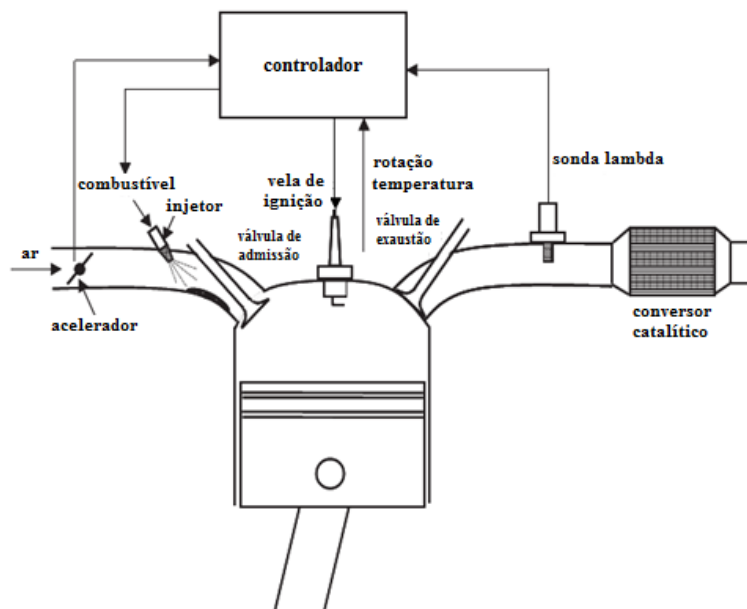 controlador
combustível
injetor
vela de
ignição
rotação
temperatura
sonda lambda
válvula de
admissão
válvula de
exaustão
ar
acelerador
conversor
catalítico